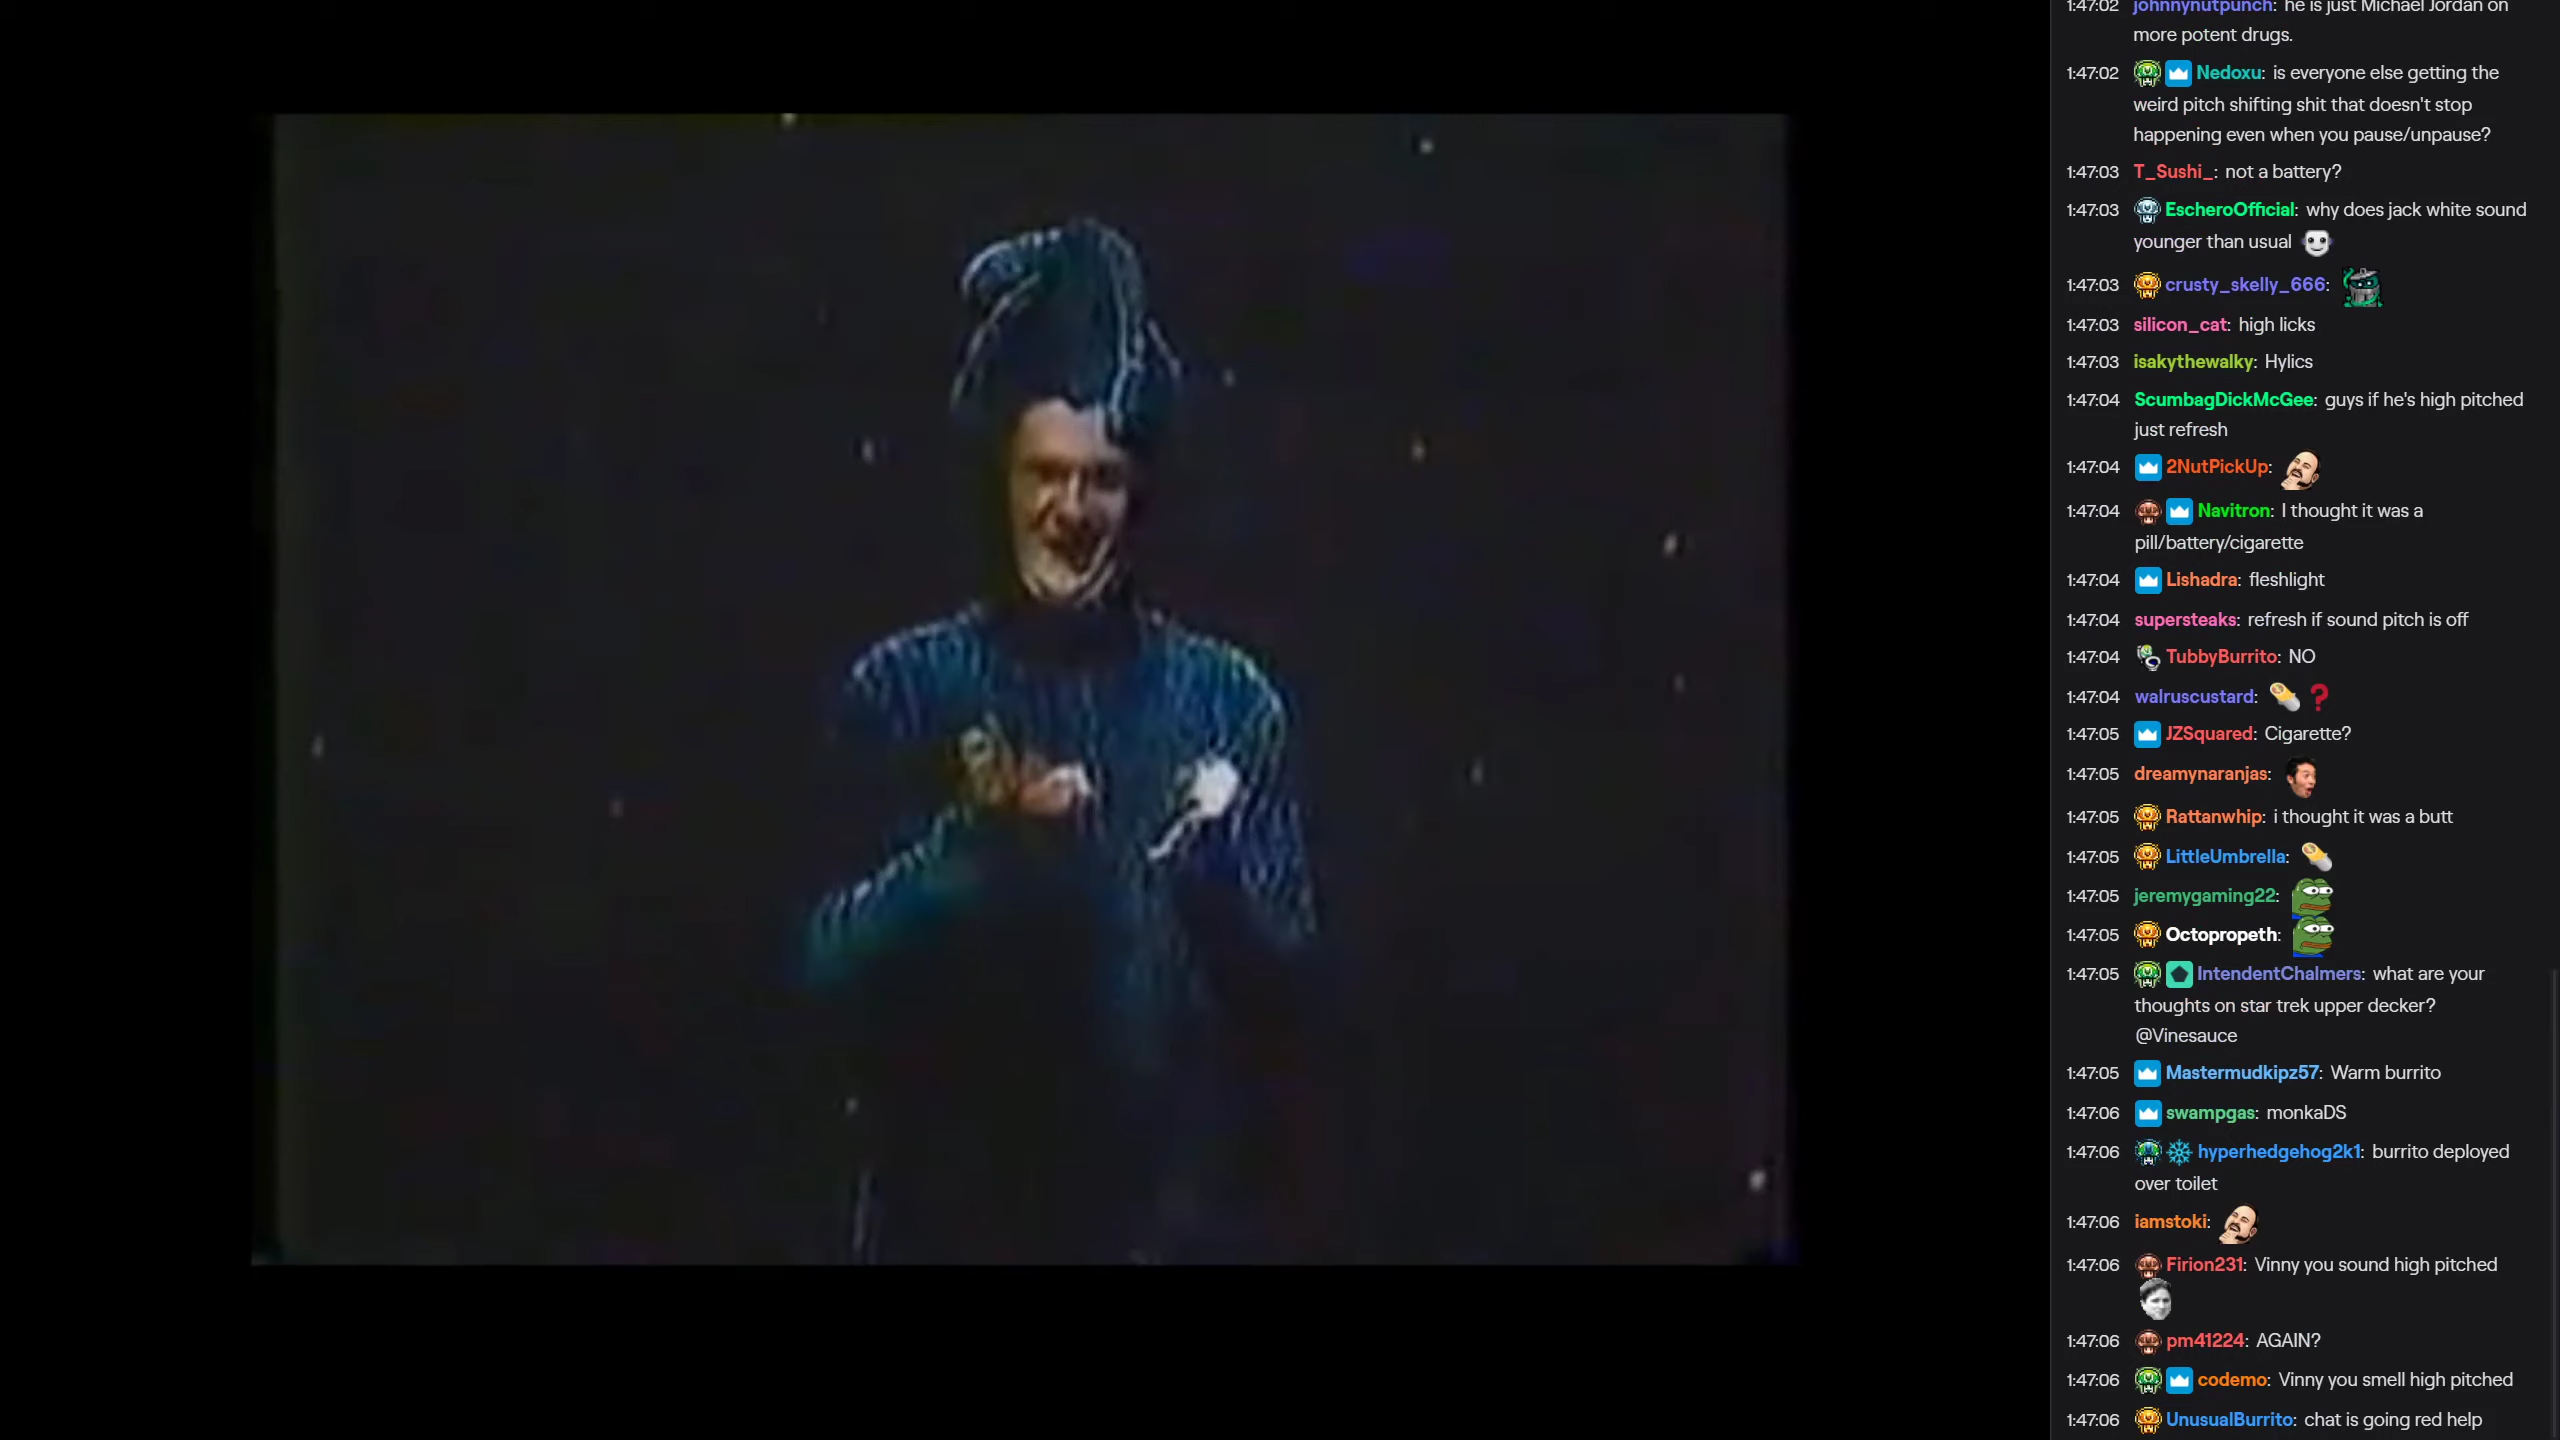 1:47:02 johnnynutpunch: he is just Michael Jordan on
more potent drugs.
1:47:02 Nedoxu: is everyone else getting the
weird pitch shifting shit that doesn't stop
happening even when you pause/unpause?
1:47:03 T_Sushi_: not a battery?
1:47:03 EscheroOfficial: why does jack white sound
younger than usual
1:47:03 crusty_skelly_666:
1:47:03 silicon_cat: high licks
1:47:03 isakythewalky: Hylics
1:47:04 ScumbagDickMcGee: guys if he's high pitched
just refresh
1:47:04 2NutPickUp:
1:47:04 Navitron: I thought it was a
pill/battery/cigarette
1:47:04 Lishadra: fleshlight
1:47:04 supersteaks: refresh if sound pitch is off
1:47:04 TubbyBurrito: NO
1:47:04 walruscustard: ❓
1:47:05 JZSquared: Cigarette?
1:47:05 dreamynaranjas:
1:47:05 Rattanwhip: i thought it was a butt
1:47:05 LittleUmbrella:
1:47:05 jeremygaming22:
1:47:05 Octopropeth:
1:47:05 IntendentChalmers: what are your
thoughts on star trek upper decker?
@Vinesauce
1:47:05 Mastermudkipz57: Warm burrito
1:47:06 swampgas: monkaDS
1:47:06 hyperhedgehog2k1: burrito deployed
over toilet
1:47:06 iamstoki:
1:47:06 Firion231: Vinny you sound high pitched
1:47:06 pm41224: AGAIN?
1:47:06 codemo: Vinny you smell high pitched
1:47:06 UnusualBurrito: chat is going red help